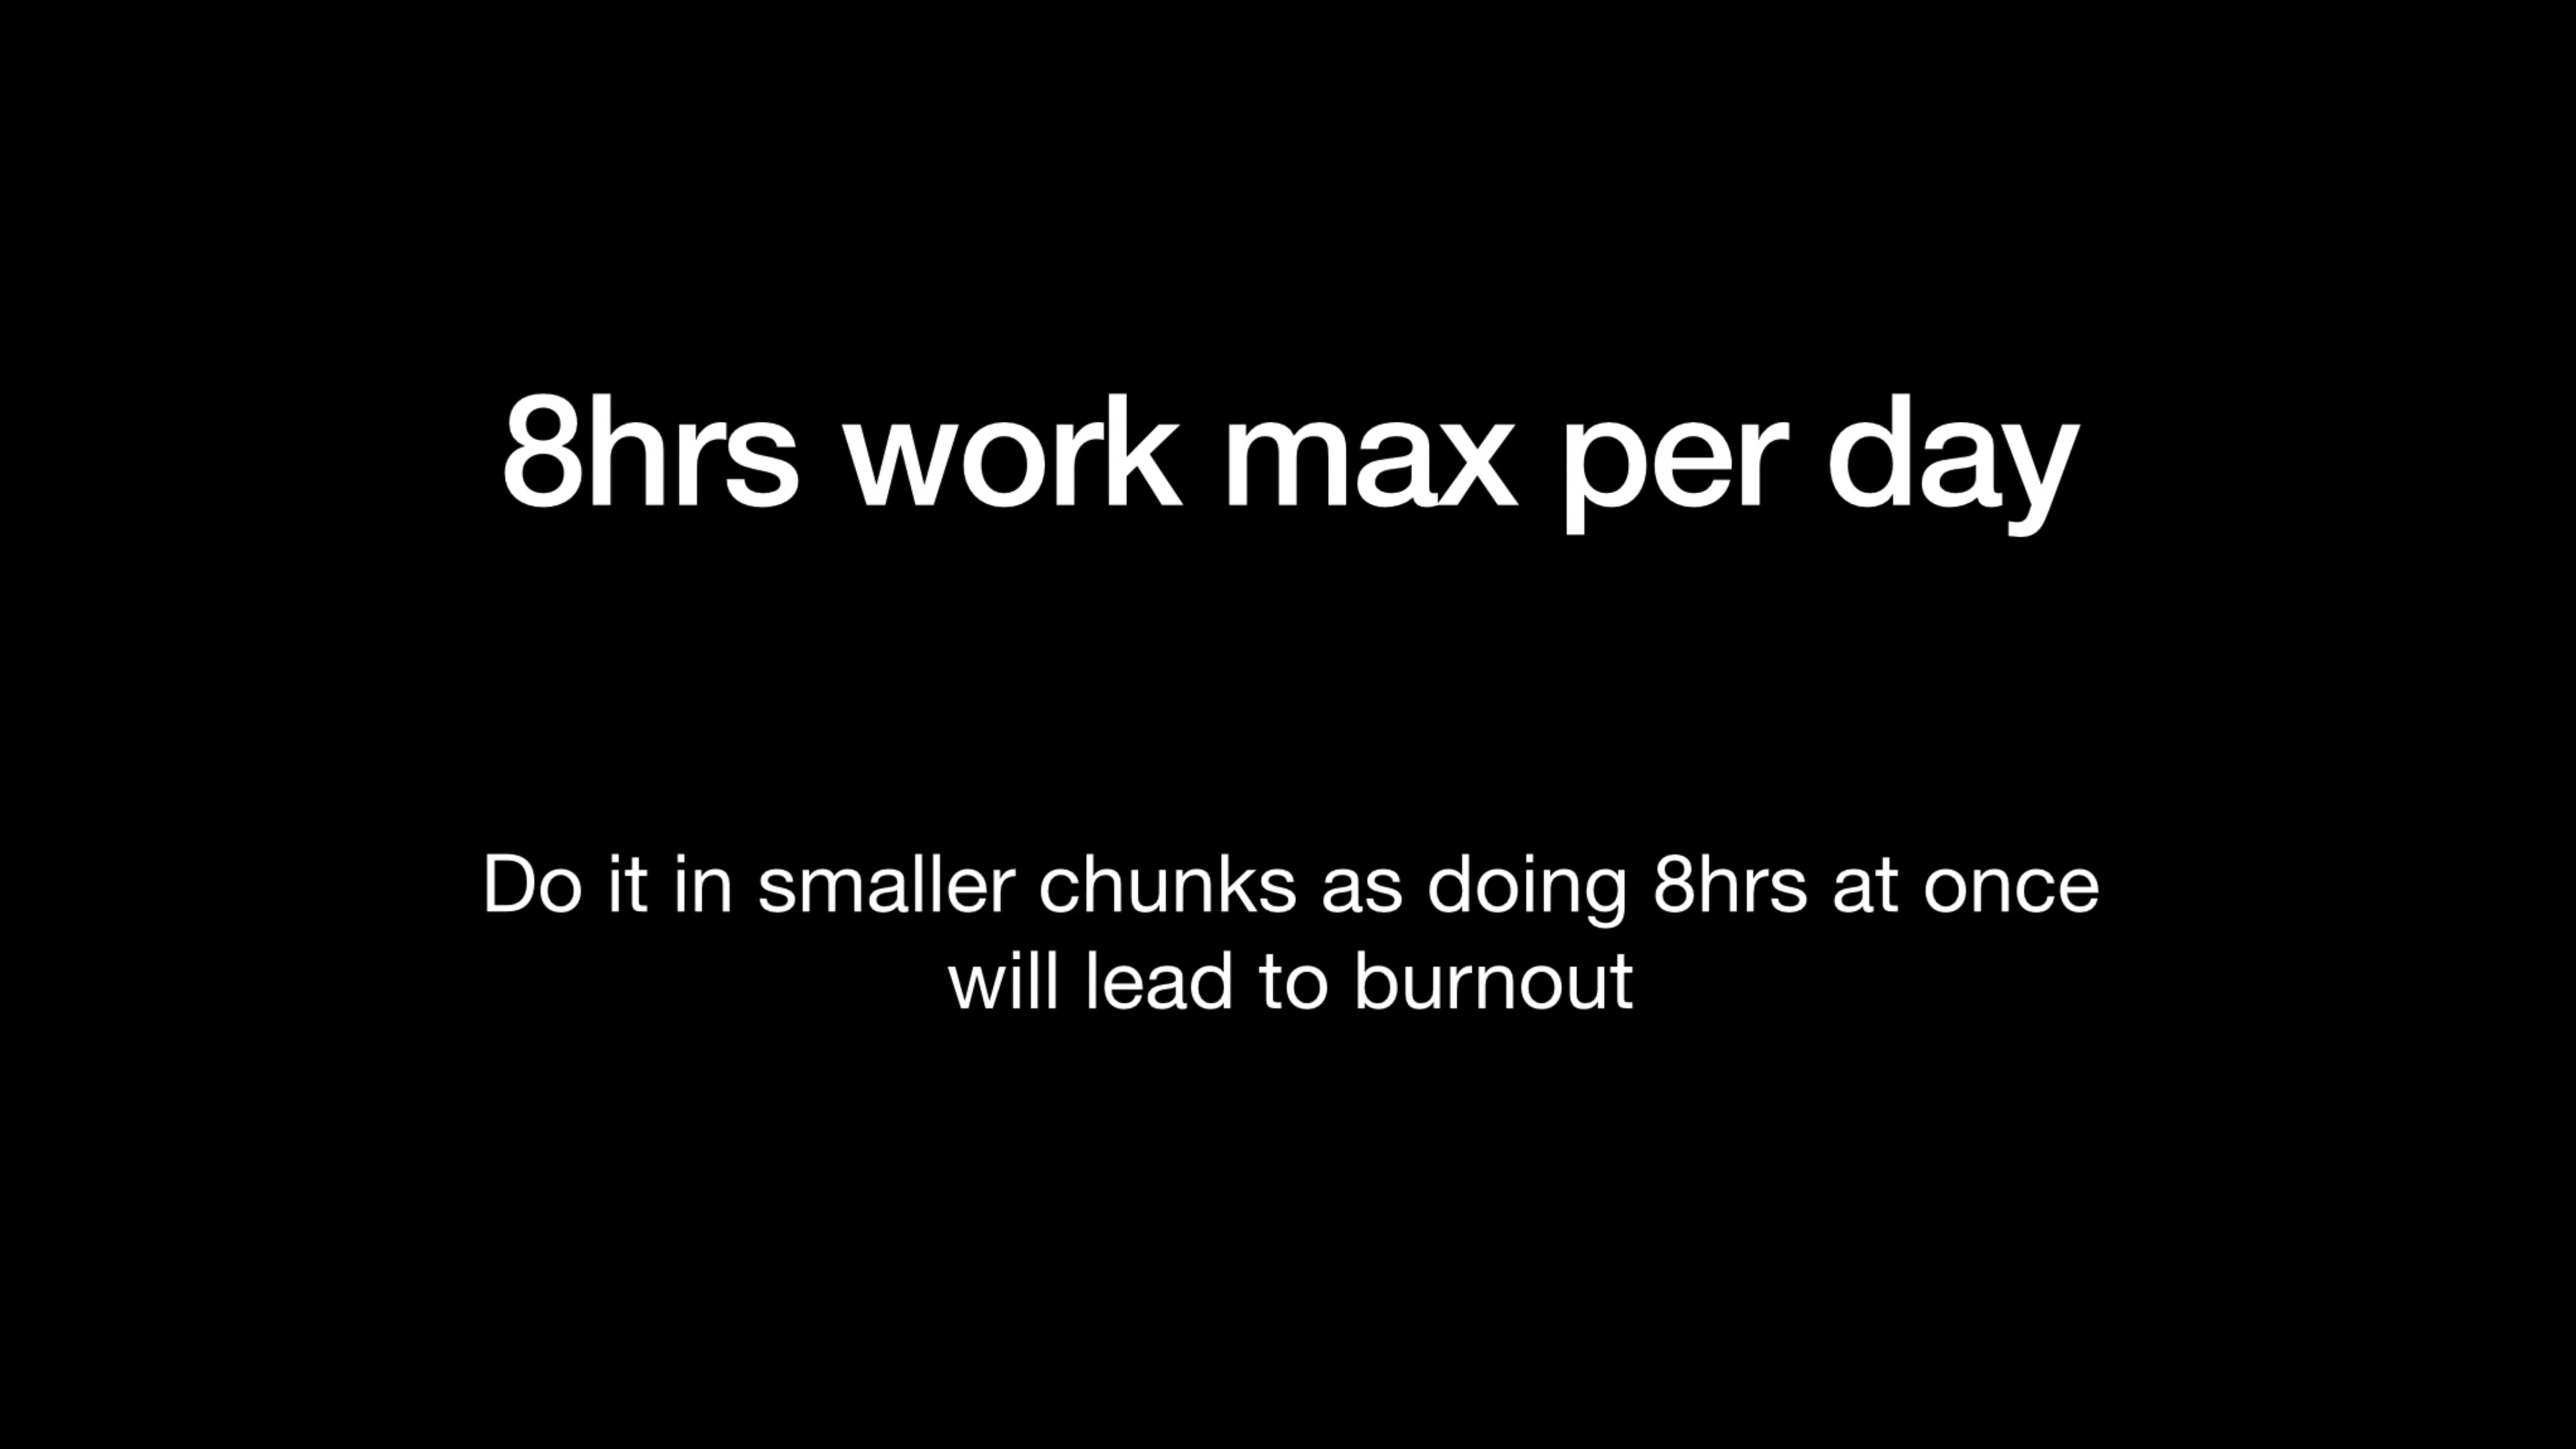 8hrs work max per day
Do it in smaller chunks as doing 8hrs at once
will lead to burnout